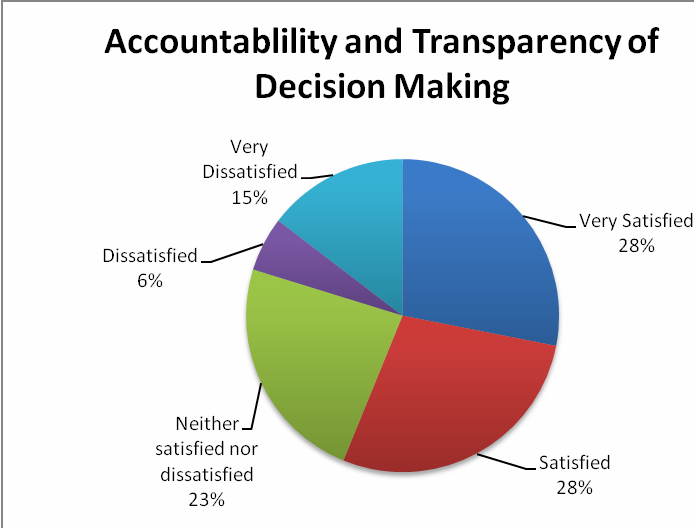 Accountablility and Transparency of
Decision Making
Very
Dissatisfied
15%
Very Satisfied
28%
Dissatisfied
6%
Neither
satisfied nor
dissatisfied
23%
Satisfied
28%